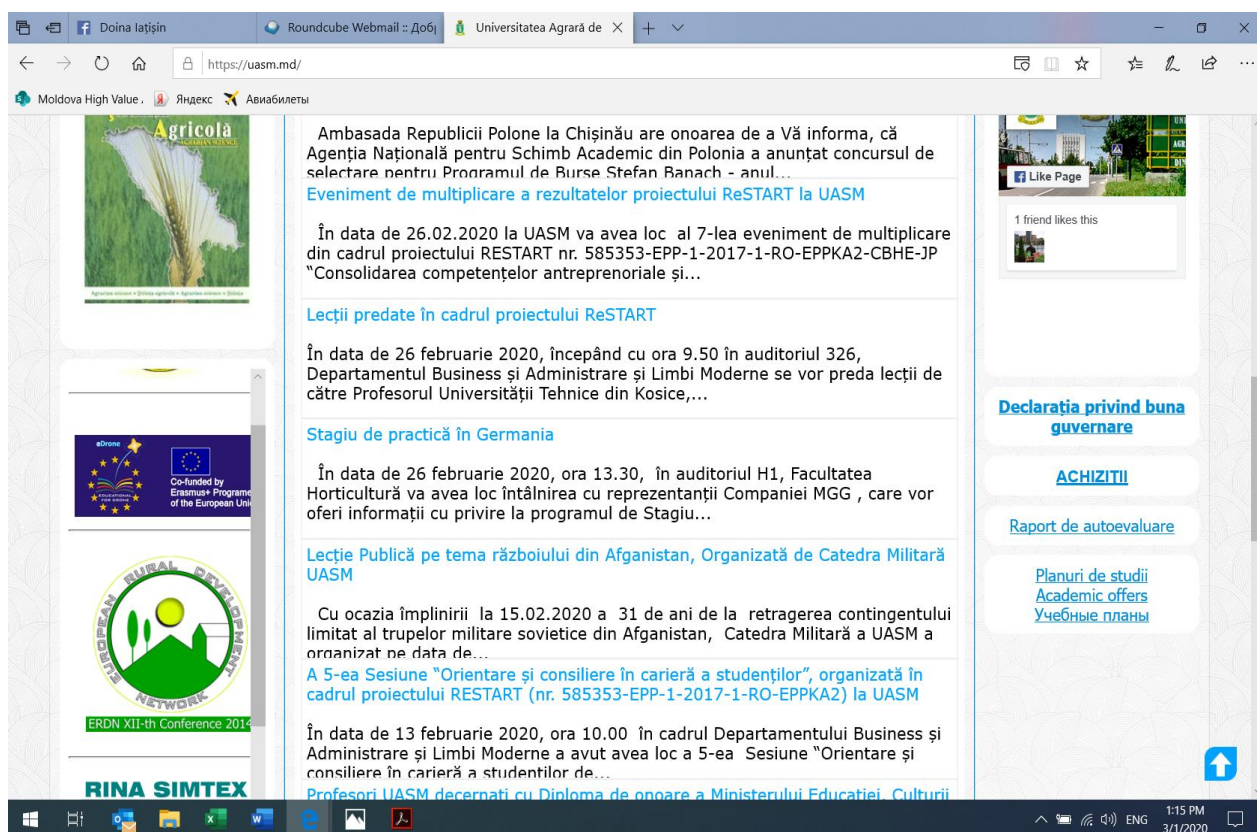 Doina Iațișin
Roundcube Webmail ::
Universitatea Agrară de
https://uasm.md/
Moldova High Value
Яндекс
Авиабилеты
Agricolă
AGRARIAN SCIENCE
Agrarian science • Știința agricolă • Agrarian science • Știința
eDrone
EDUCATIONAL
FOR DRONE
Co-funded by
Erasmus+ Programme
of the European
EUROPEAN RURAL DEVELOPMENT
NETWORK
ERDN XII-th Conference 2014
RINA SIMTEX
Ambasada Republicii Polone la Chișinău are onoarea de a Vă informa, că
Agenția Națională pentru Schimb Academic din Polonia a anunțat concursul de
selectare pentru Programul de Burse Stefan Banach - anul...
Eveniment de multiplicare a rezultatelor proiectului ReSTART la UASM
În data de 26.02.2020 la UASM va avea loc al 7-lea eveniment de multiplicare
din cadrul proiectului RESTART nr. 585353-EPP-1-2017-1-RO-EPPKA2-CBHE-JP
“Consolidarea competențelor antreprenoriale și...
Lecții predate în cadrul proiectului ReSTART
În data de 26 februarie 2020, începând cu ora 9.50 în auditoriul 326,
Departamentul Business și Administrare și Limbi Moderne se vor preda lecții de
către Profesorul Universității Tehnice din Kosice,...
Stagiu de practică în Germania
În data de 26 februarie 2020, ora 13.30, în auditoriul H1, Facultatea
Horticultură va avea loc întâlnirea cu reprezentanții Companiei MGG , care vor
oferi informații cu privire la programul de Stagiu...
Lecție Publică pe tema războiului din Afganistan, Organizată de Catedra Militară
UASM
Cu ocazia împlinirii la 15.02.2020 a 31 de ani de la retragerea contingentului
limitat al trupelor militare sovietice din Afganistan, Catedra Militară a UASM a
organizat pe data de...
A 5-ea Sesiune “Orientare și consiliere în carieră a studenților”, organizată în
cadrul proiectului RESTART (nr. 585353-EPP-1-2017-1-RO-EPPKA2) la UASM
În data de 13 februarie 2020, ora 10.00 în cadrul Departamentului Business și
Administrare și Limbi Moderne a avut avea loc a 5-ea Sesiune “Orientare și
consiliere în carieră a studenților de...
Profesori UASM decernați cu Diploma de onoare a Ministerului Educației, Culturii
Like Page
1 friend likes this
Declarația privind buna
guvernare
ACHIZIȚII
Raport de autoevaluare
Planuri de studii
Academic offers
Учебные планы
ENG
1:15 PM
3/1/2020